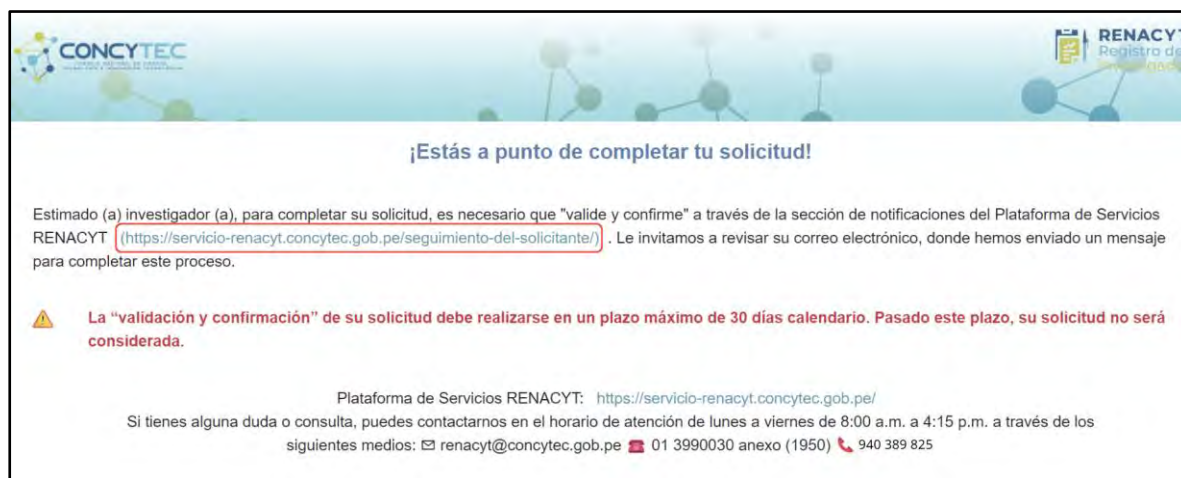 CONCYTEC
RENACYT
Registro de
¡Estás a punto de completar tu solicitud!
Estimado (a) investigador (a), para completar su solicitud, es necesario que "valide y confirme" a través de la sección de notificaciones del Plataforma de Servicios
RENACYT (https://servicio-renacyt.concytec.gob.pe/seguimiento-del-solicitante/) . Le invitamos a revisar su correo electrónico, donde hemos enviado un mensaje
para completar este proceso.
La “validación y confirmación” de su solicitud debe realizarse en un plazo máximo de 30 días calendario. Pasado este plazo, su solicitud no será
considerada.
Plataforma de Servicios RENACYT: https://servicio-renacyt.concytec.gob.pe/
Si tienes alguna duda o consulta, puedes contactarnos en el horario de atención de lunes a viernes de 8:00 a.m. a 4:15 p.m. a través de los
siguientes medios: renacyt@concytec.gob.pe 01 3990030 anexo (1950) 940 389 825